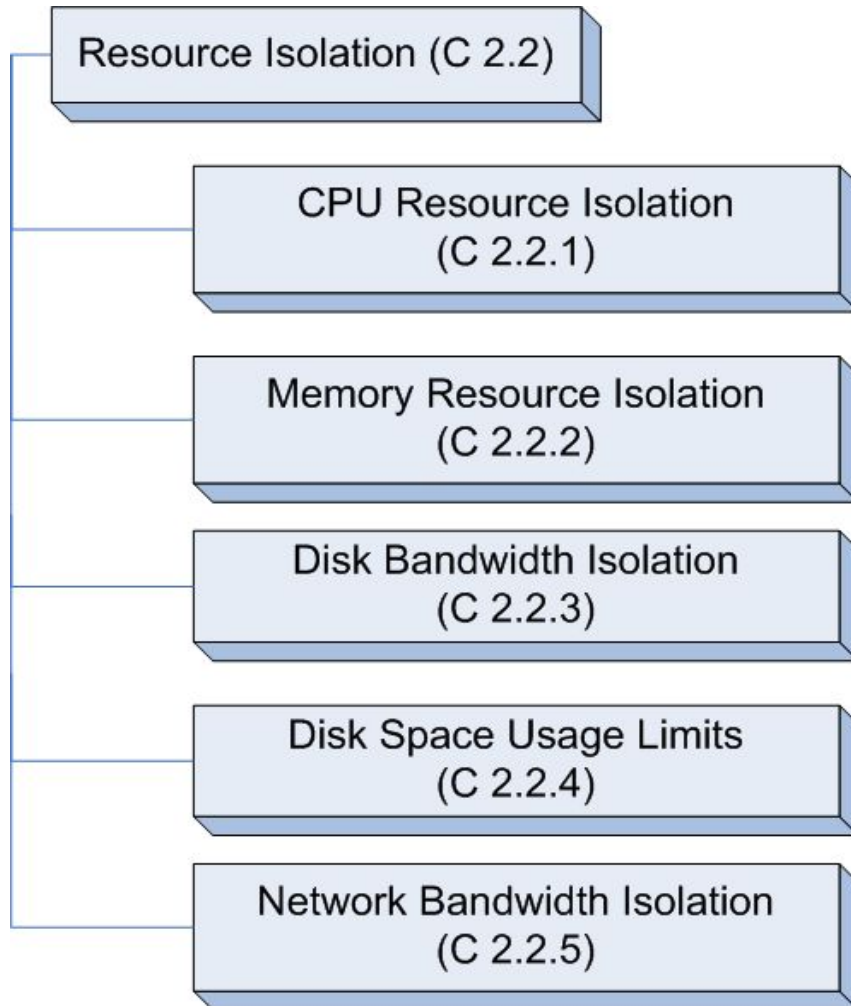 Resource Isolation (C 2.2)
CPU Resource Isolation
(C 2.2.1)
Memory Resource Isolation
(C 2.2.2)
Disk Bandwidth Isolation
(C 2.2.3)
Disk Space Usage Limits
(C 2.2.4)
Network Bandwidth Isolation
(C 2.2.5)